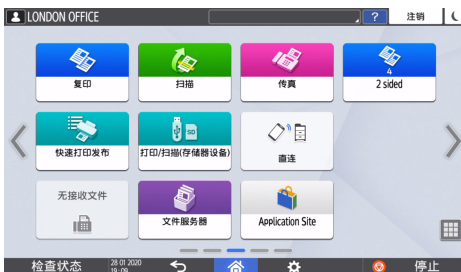 LONDON OFFICE
?
注销
复印
扫描
传真
4
2 sided
快速打印发布
SD
打印/扫描(存储器设备)
直连
无接收文件
文件服务器
Application Site
检查状态
28 01 2020
19:09
停止